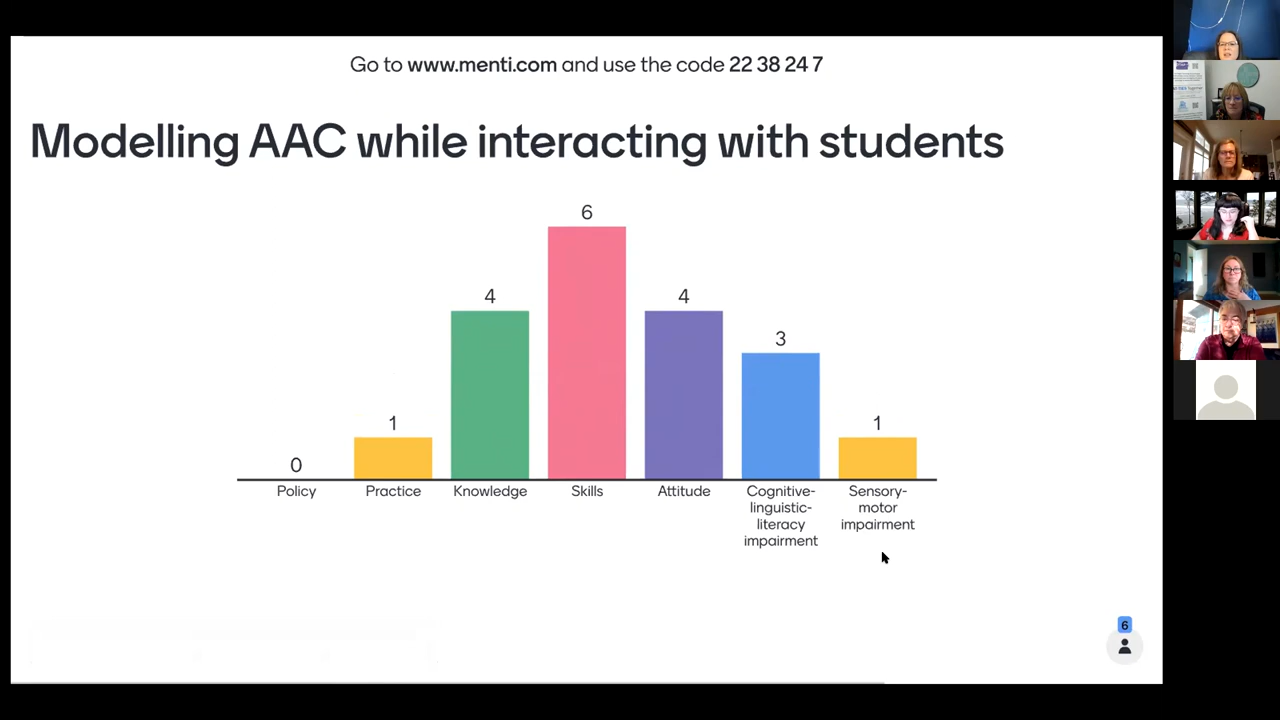 Go to www.menti.com and use the code 22 38 24 7
Modelling AAC while interacting with students
6
4
4
3
1
1
0
Policy
Practice
Knowledge
Skills
Attitude
Cognitive-
linguistic-
literacy
impairment
Sensory-
motor
impairment
6